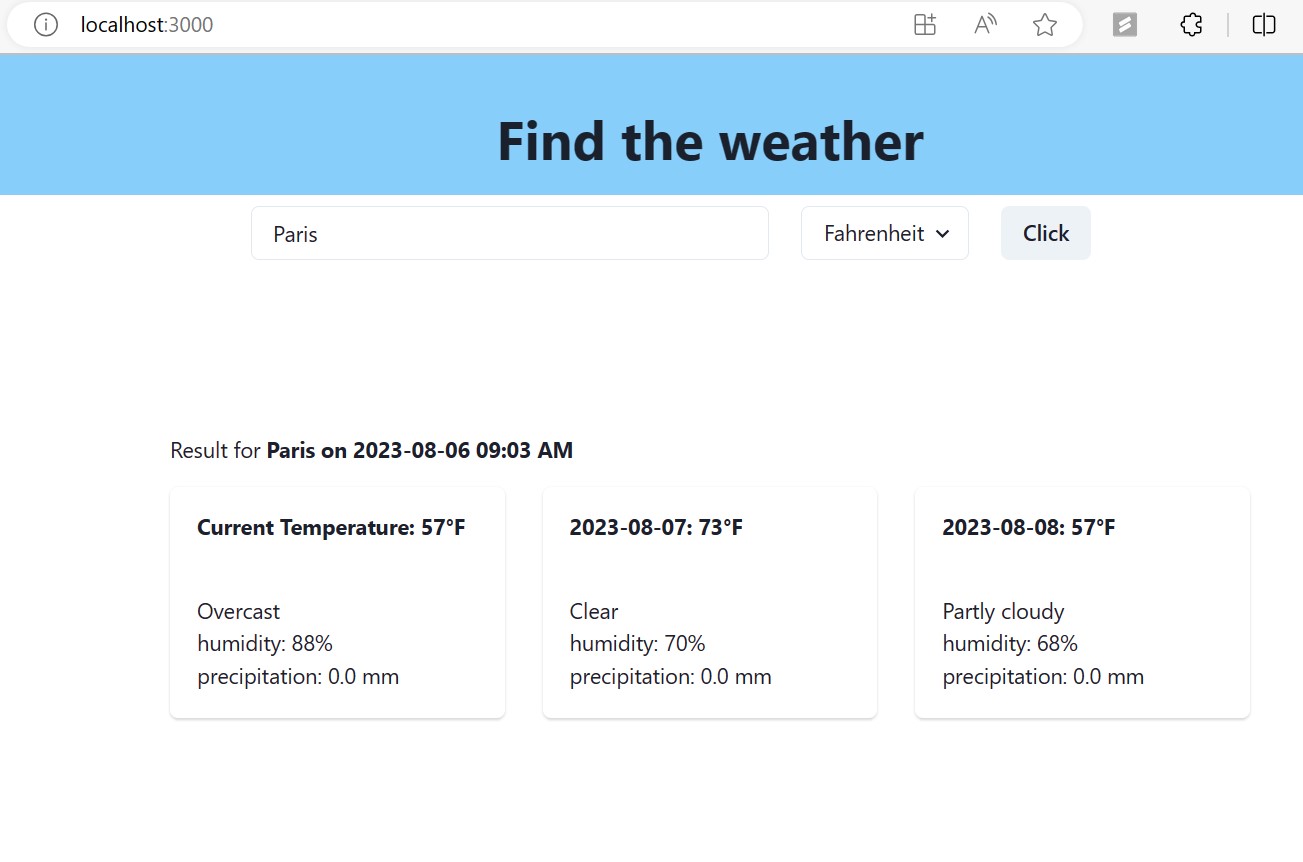 localhost:3000
Find the weather
Paris
Fahrenheit
Click
Result for Paris on 2023-08-06 09:03 AM
Current Temperature: 57°F
Overcast
humidity: 88%
precipitation: 0.0 mm
2023-08-07: 73°F
Clear
humidity: 70%
precipitation: 0.0 mm
2023-08-08: 57°F
Partly cloudy
humidity: 68%
precipitation: 0.0 mm